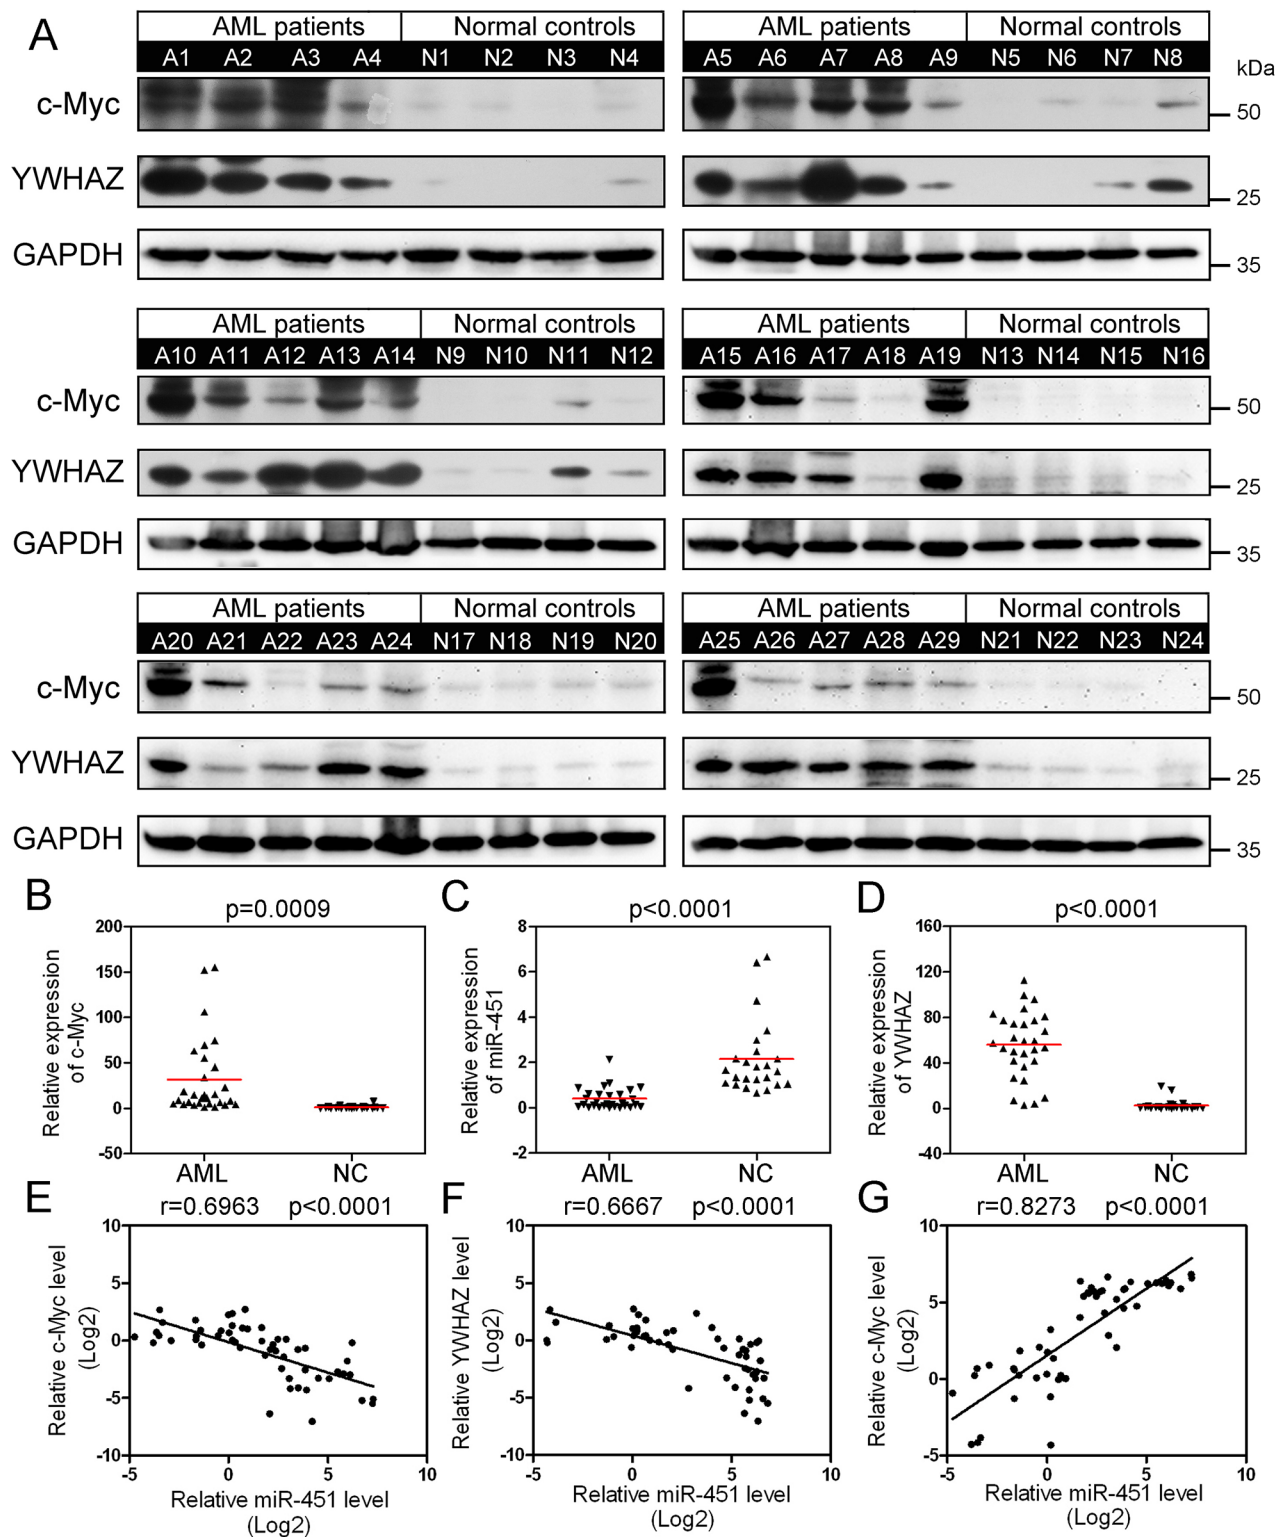 A
AML patients Normal controls AML patients Normal controls
A1 A2 A3 A4 N1 N2 N3 N4 A5 A6 A7 A8 A9 N5 N6 N7 N8
kDa
c-Myc 50
YWHAZ 25
GAPDH 35
AML patients Normal controls AML patients Normal controls
A10 A11 A12 A13 A14 N9 N10 N11 N12 A15 A16 A17 A18 A19 N13 N14 N15 N16
c-Myc 50
YWHAZ 25
GAPDH 35
AML patients Normal controls AML patients Normal controls
A20 A21 A22 A23 A24 N17 N18 N19 N20 A25 A26 A27 A28 A29 N21 N22 N23 N24
c-Myc 50
YWHAZ 25
GAPDH 35
B
p=0.0009
Relative expression
of c-Myc
200
150
100
50
0
-50
AML NC
C
p<0.0001
Relative expression
of miR-451
8
6
4
2
0
-2
AML NC
D
p<0.0001
Relative expression
of YWHAZ
160
120
80
40
0
-40
AML NC
E
r=0.6963 p<0.0001
Relative c-Myc level
(Log2)
10
5
0
-5
-10
-5 0 5 10
Relative miR-451 level
(Log2)
F
r=0.6667 p<0.0001
Relative YWHAZ level
(Log2)
10
5
0
-5
-10
-5 0 5 10
Relative miR-451 level
(Log2)
G
r=0.8273 p<0.0001
Relative c-Myc level
(Log2)
10
5
0
-5
-5 0 5 10
Relative miR-451 level
(Log2)